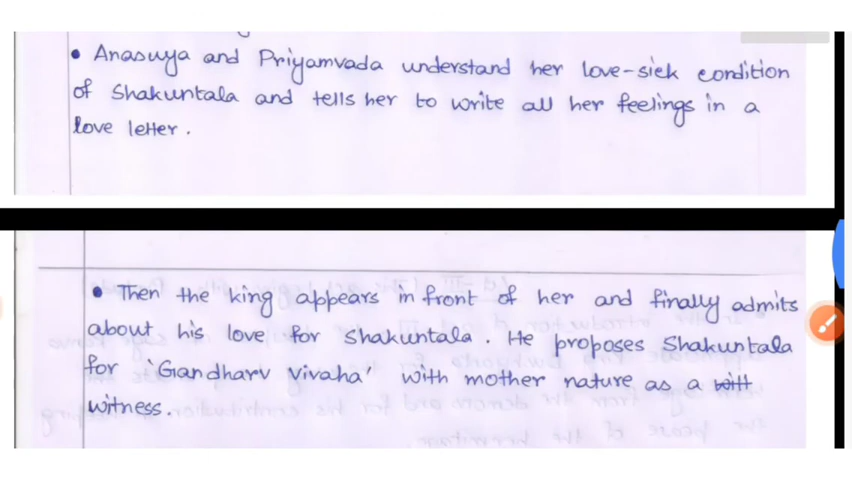 • Anasuya and Priyamvada understand her love-sick condition
of Shakuntala and tells her to write all her feelings in a
love letter.
• Then the king appears in front of her and finally admits
about his love for Shakuntala. He proposes Shakuntala
for 'Gandharv Vivaha' with mother nature as a
witness.